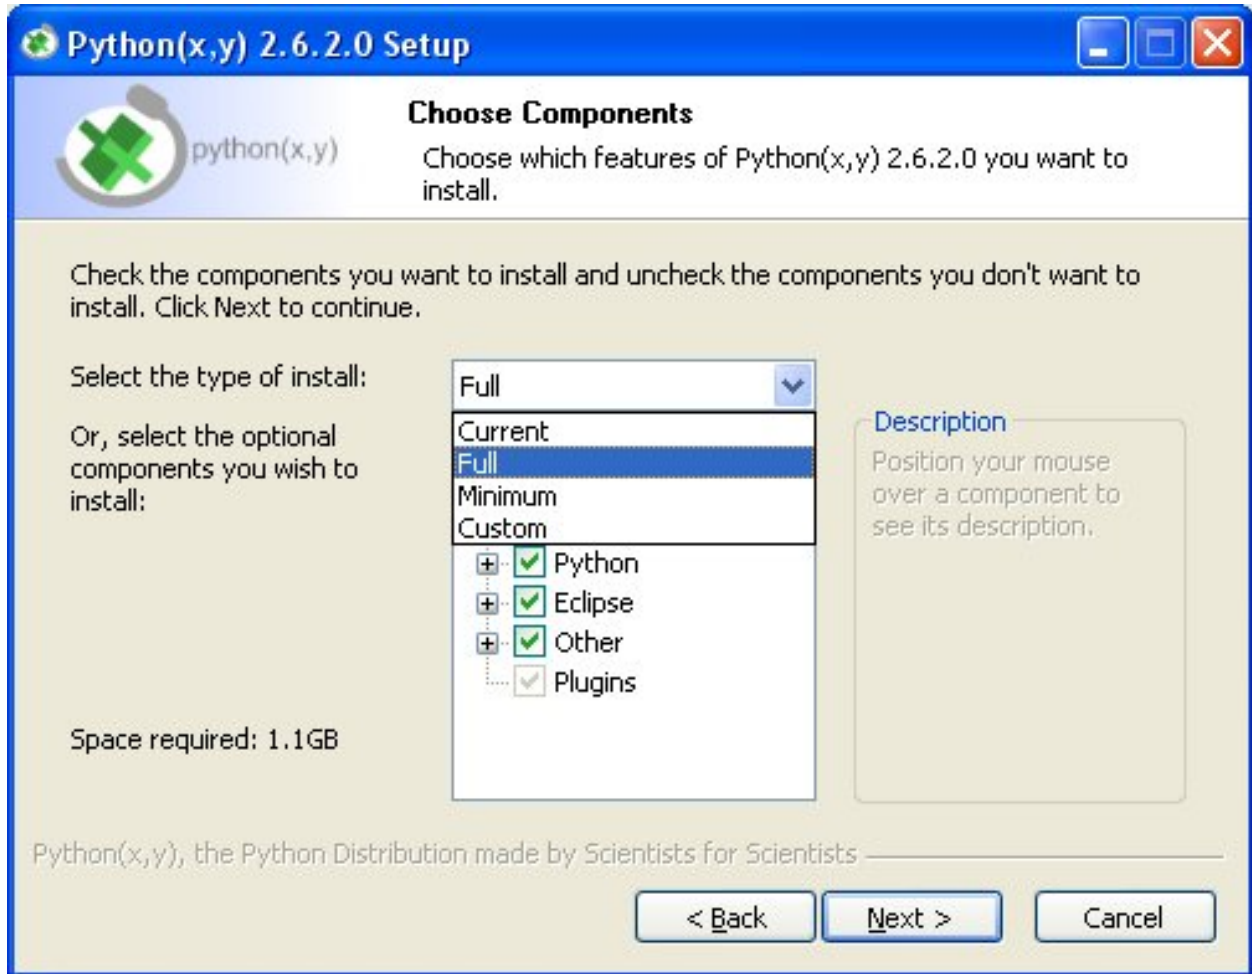 Python(x,y) 2.6.2.0 Setup
python(x,y)
Choose Components
Choose which features of Python(x,y) 2.6.2.0 you want to
install.
Check the components you want to install and uncheck the components you don't want to
install. Click Next to continue.
Select the type of install:
Full
Or, select the optional
components you wish to
install:
Current
Full
Minimum
Custom
Python
Eclipse
Other
Plugins
Description
Position your mouse
over a component to
see its description.
Space required: 1.1GB
Python(x,y), the Python Distribution made by Scientists for Scientists
< Back
Next >
Cancel